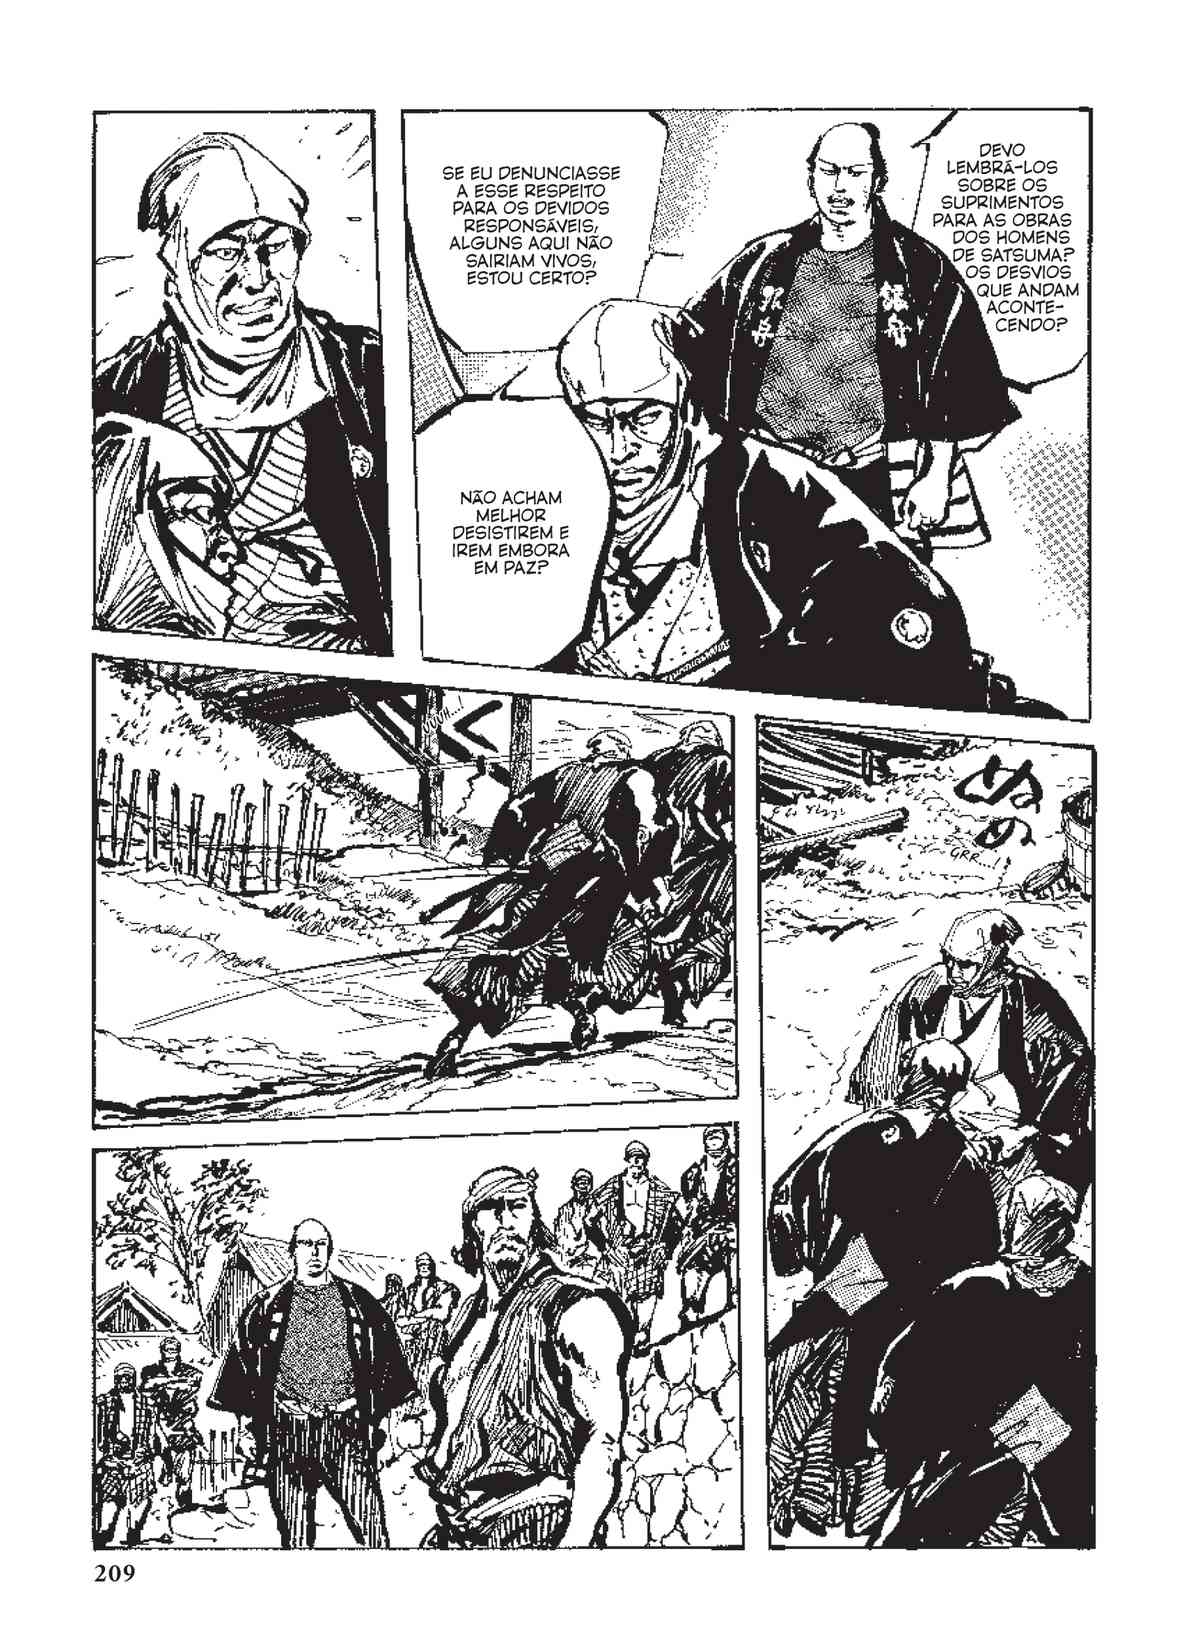 DEVO
LEMBRÁ-LOS
SOBRE OS
SUPRIMENTOS
PARA AS OBRAS
DOS HOMENS
DE SATSUMA?
OS DESVIOS
QUE ANDAM
ACONTE-
CENDO?
SE EU DENUNCIASSE
A ESSE RESPEITO
PARA OS DEVIDOS
RESPONSÁVEIS,
ALGUNS AQUI NÃO
SAIRIAM VIVOS,
ESTOU CERTO?
NÃO ACHAM
MELHOR
DESISTIREM E
IREM EMBORA
EM PAZ?
GRR...!
209